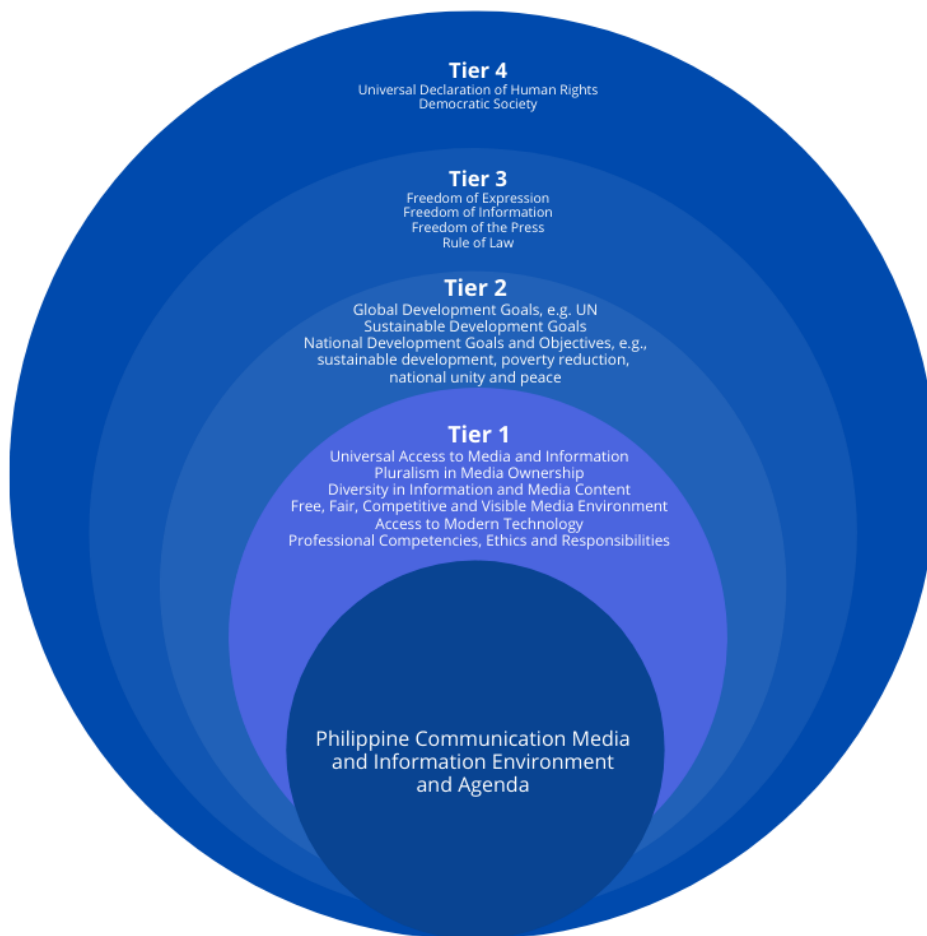 Tier 4
Universal Declaration of Human Rights
Democratic Society
Tier 3
Freedom of Expression
Freedom of Information
Freedom of the Press
Rule of Law
Tier 2
Global Development Goals, e.g. UN
Sustainable Development Goals
National Development Goals and Objectives, e.g.,
sustainable development, poverty reduction,
national unity and peace
Tier 1
Universal Access to Media and Information
Pluralism in Media Ownership
Diversity in Information and Media Content
Free, Fair, Competitive and Visible Media Environment
Access to Modern Technology
Professional Competencies, Ethics and Responsibilities
Philippine Communication Media
and Information Environment
and Agenda